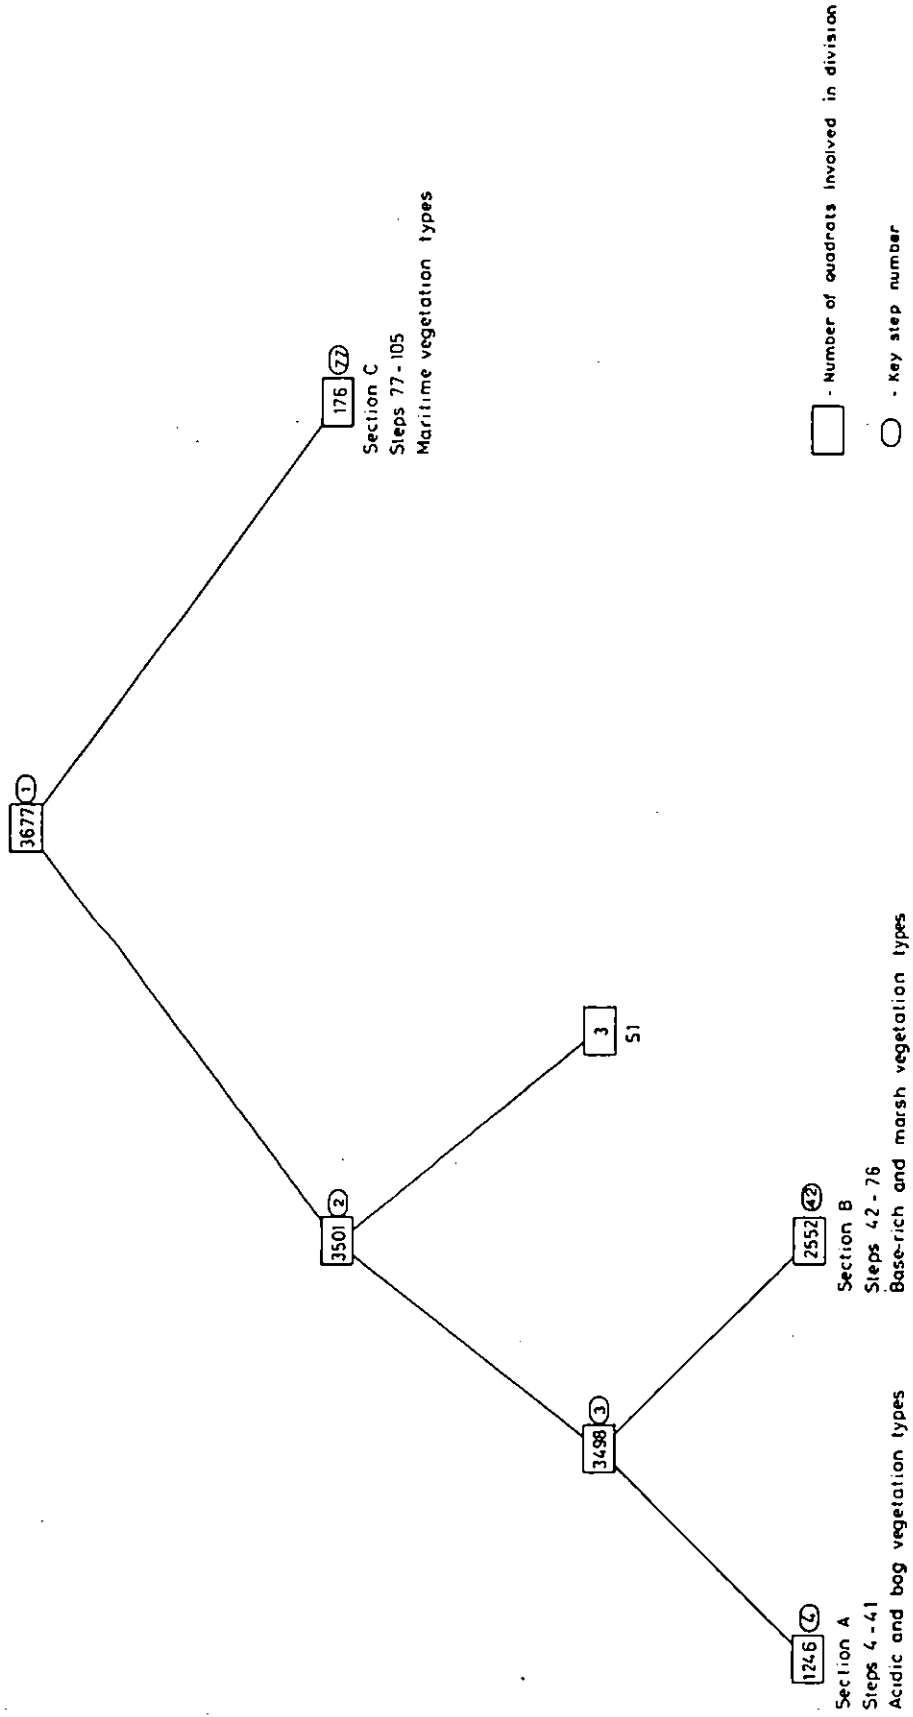 3677 1
3501 2
176 77
Section C
Steps 77-105
Maritime vegetation types
3498 3
3
S1
1246 4
Section A
Steps 4-41
Acidic and bog vegetation types
2552 42
Section B
Steps 42-76
Base-rich and marsh vegetation types
- Number of quadrats involved in division
- Key step number